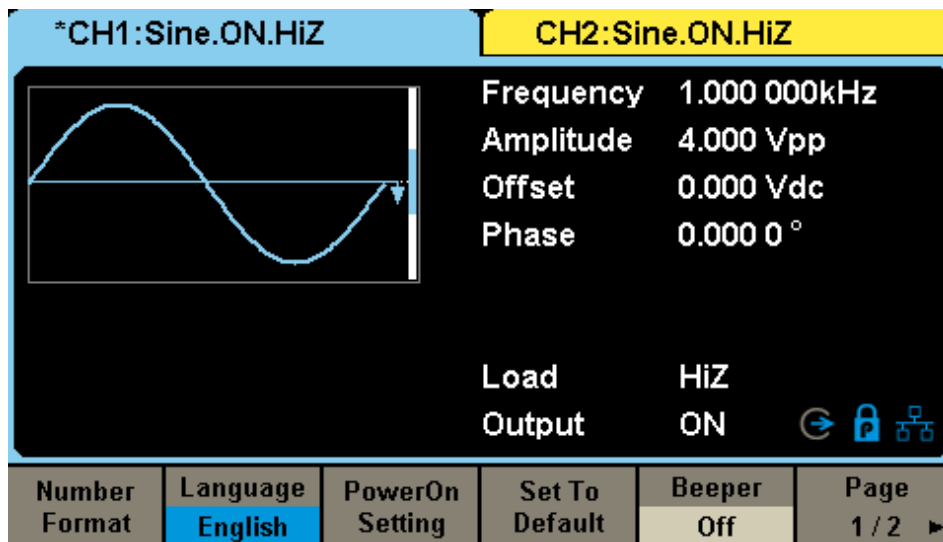 *CH1:Sine.ON.HiZ CH2:Sine.ON.HiZ
Frequency 1.000 000kHz
Amplitude 4.000 Vpp
Offset 0.000 Vdc
Phase 0.000 0 °
Load HiZ
Output ON
Number Format
Language English
PowerOn Setting
Set To Default
Beeper Off
Page 1 / 2